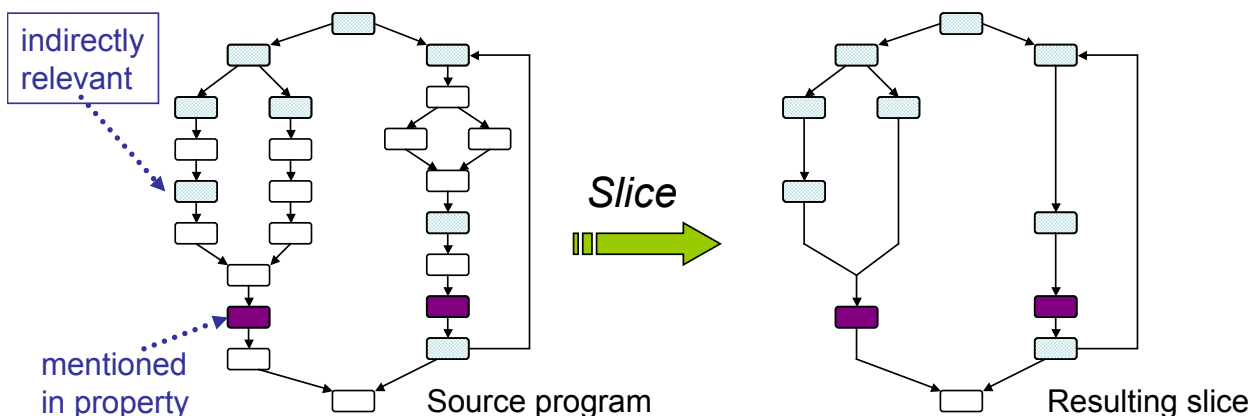 indirectly
relevant
Slice
mentioned
in property
Source program
Resulting slice